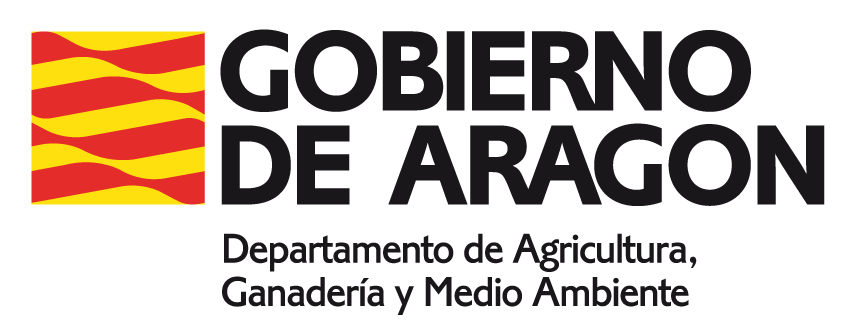 GOBIERNO
DE ARAGON
Departamento de Agricultura,
Ganadería y Medio Ambiente